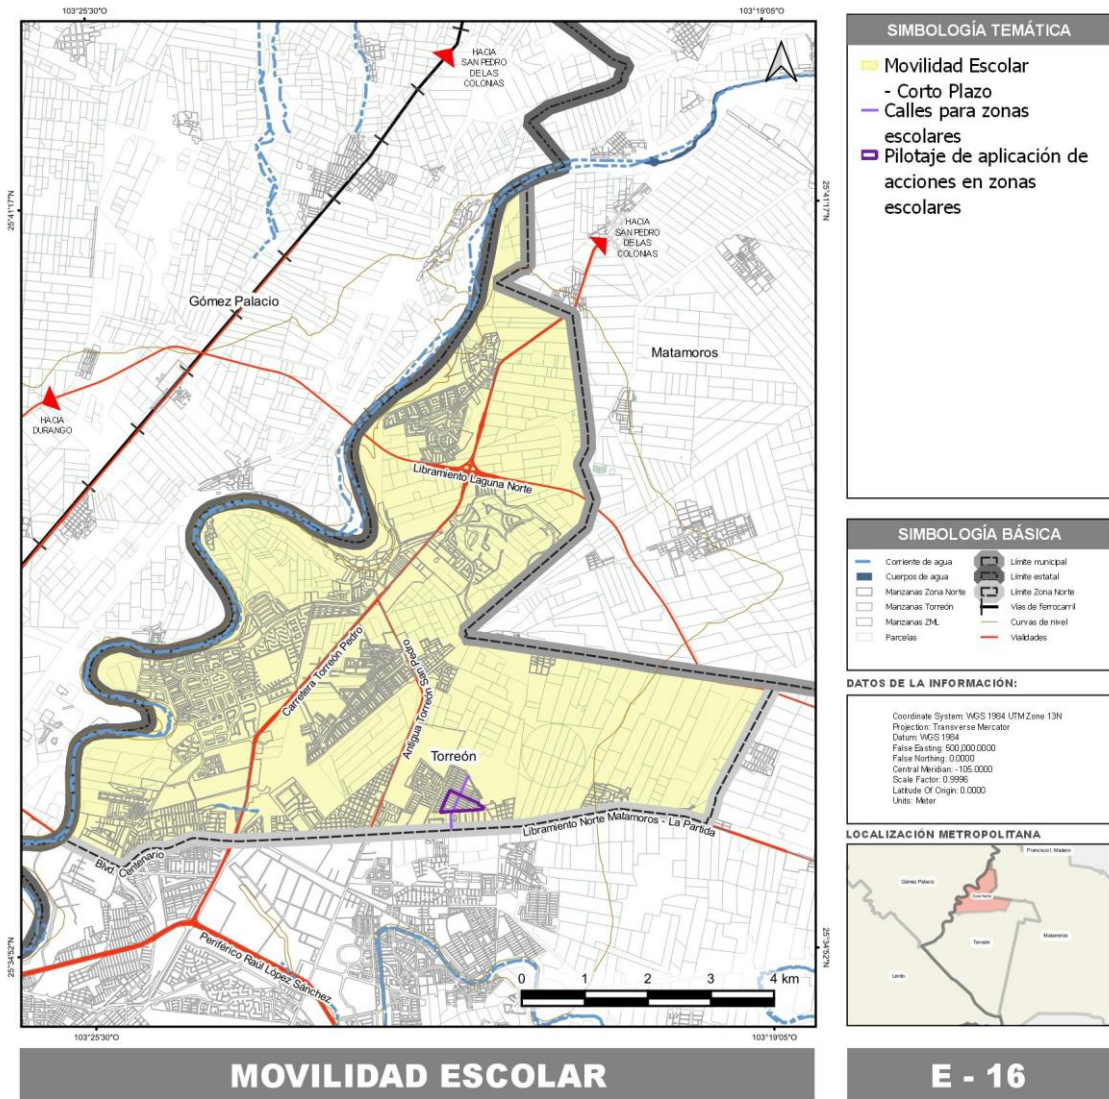 103°25'30"O
103°19'05"O
HACIA
SAN PEDRO
DE LAS
COLONIAS
25°41'17"N
25°41'17"N
HACIA
SAN PEDRO
DE LAS
COLONIAS
Gómez Palacio
Matamoros
HACIA
DURANGO
Libramiento Laguna Norte
Carretera Torreón Pedro
Antigua Torreón San Pedro
Torreón
Libramiento Norte Matamoros - La Partida
Blvd. Centenario
Periférico Raúl López Sánchez
25°34'52"N
25°34'52"N
0 1 2 3 4 km
103°25'30"O
103°19'05"O
MOVILIDAD ESCOLAR
SIMBOLOGÍA TEMÁTICA
Movilidad Escolar
- Corto Plazo
Calles para zonas
escolares
Pilotaje de aplicación de
acciones en zonas
escolares
SIMBOLOGÍA BÁSICA
Corriente de agua
Cuerpos de agua
Manzanas Zona Norte
Manzanas Torreón
Manzanas ZML
Parcelas
Límite municipal
Límite estatal
Límite Zona Norte
Vías de ferrocarril
Curvas de nivel
Vialidades
DATOS DE LA INFORMACIÓN:
Coordinate System: WGS 1984 UTM Zone 13N
Projection: Transverse Mercator
Datum: WGS 1984
False Easting: 500,000.0000
False Northing: 0.0000
Central Meridian: -105.0000
Scale Factor: 0.9996
Latitude Of Origin: 0.0000
Units: Meter
LOCALIZACIÓN METROPOLITANA
Francisco I. Madero
Gómez Palacio
Zona Norte
Torreón
Matamoros
Lerdo
E - 16